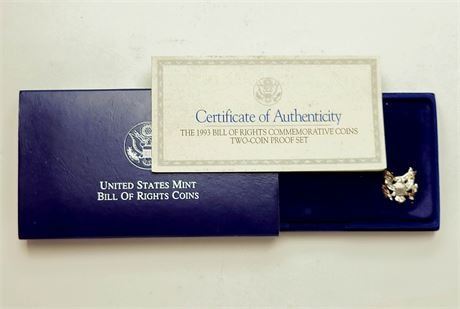 Certificate of Authenticity
THE 1993 BILL OF RIGHTS COMMEMORATIVE COINS
TWO-COIN PROOF SET
UNITED STATES MINT
BILL OF RIGHTS COINS